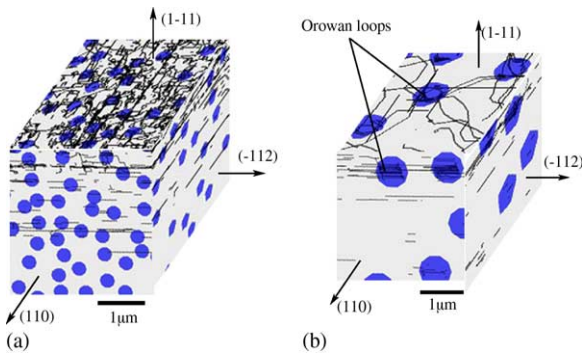 (1-11)
(-112)
(110)
1μm
(a)
Orowan loops
(1-11)
(-112)
(110)
1μm
(b)